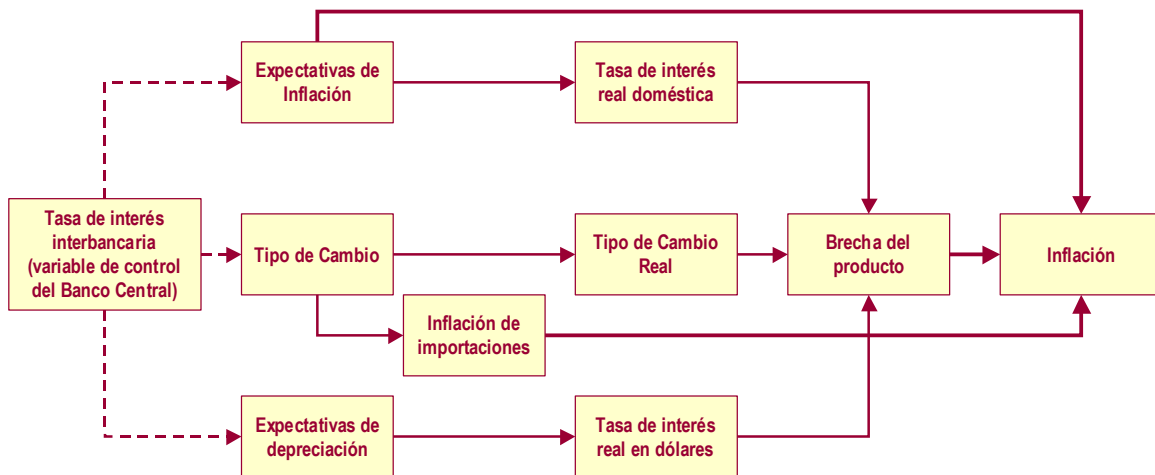 Expectativas de
Inflación
Tasa de interés
real doméstica
Tasa de interés
interbancaria
(variable de control
del Banco Central)
Tipo de Cambio
Tipo de Cambio
Real
Brecha del
producto
Inflación
Inflación de
importaciones
Expectativas de
depreciación
Tasa de interés
real en dólares